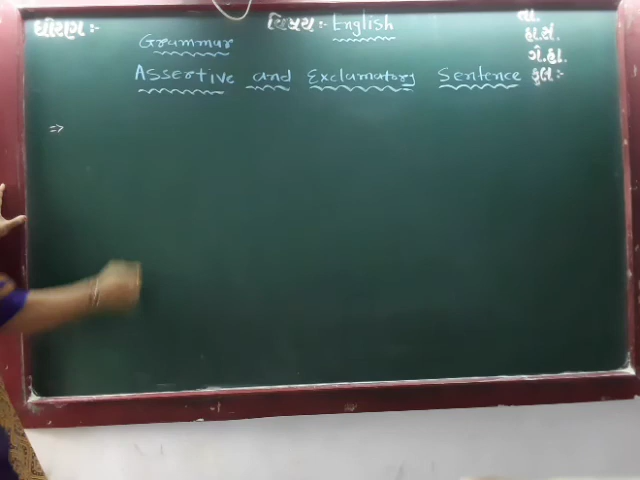 ધોરણ :- વિષય :- English તા.
Grammar હા.સં.
ગે.હા.
Assertive and Exclamatory Sentence કુલ :-
=>